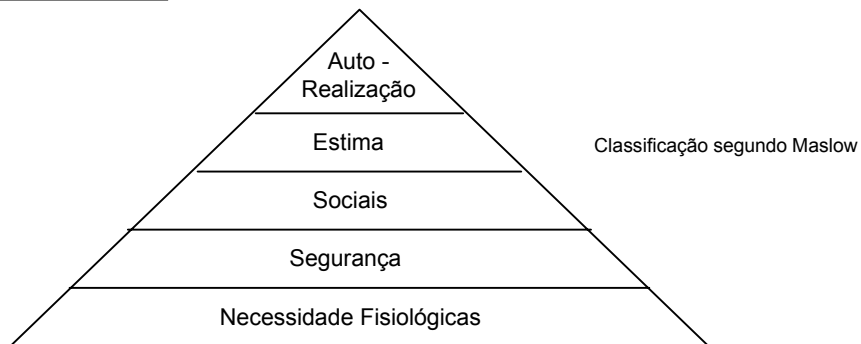 Auto -
Realização
Estima
Classificação segundo Maslow
Sociais
Segurança
Necessidade Fisiológicas